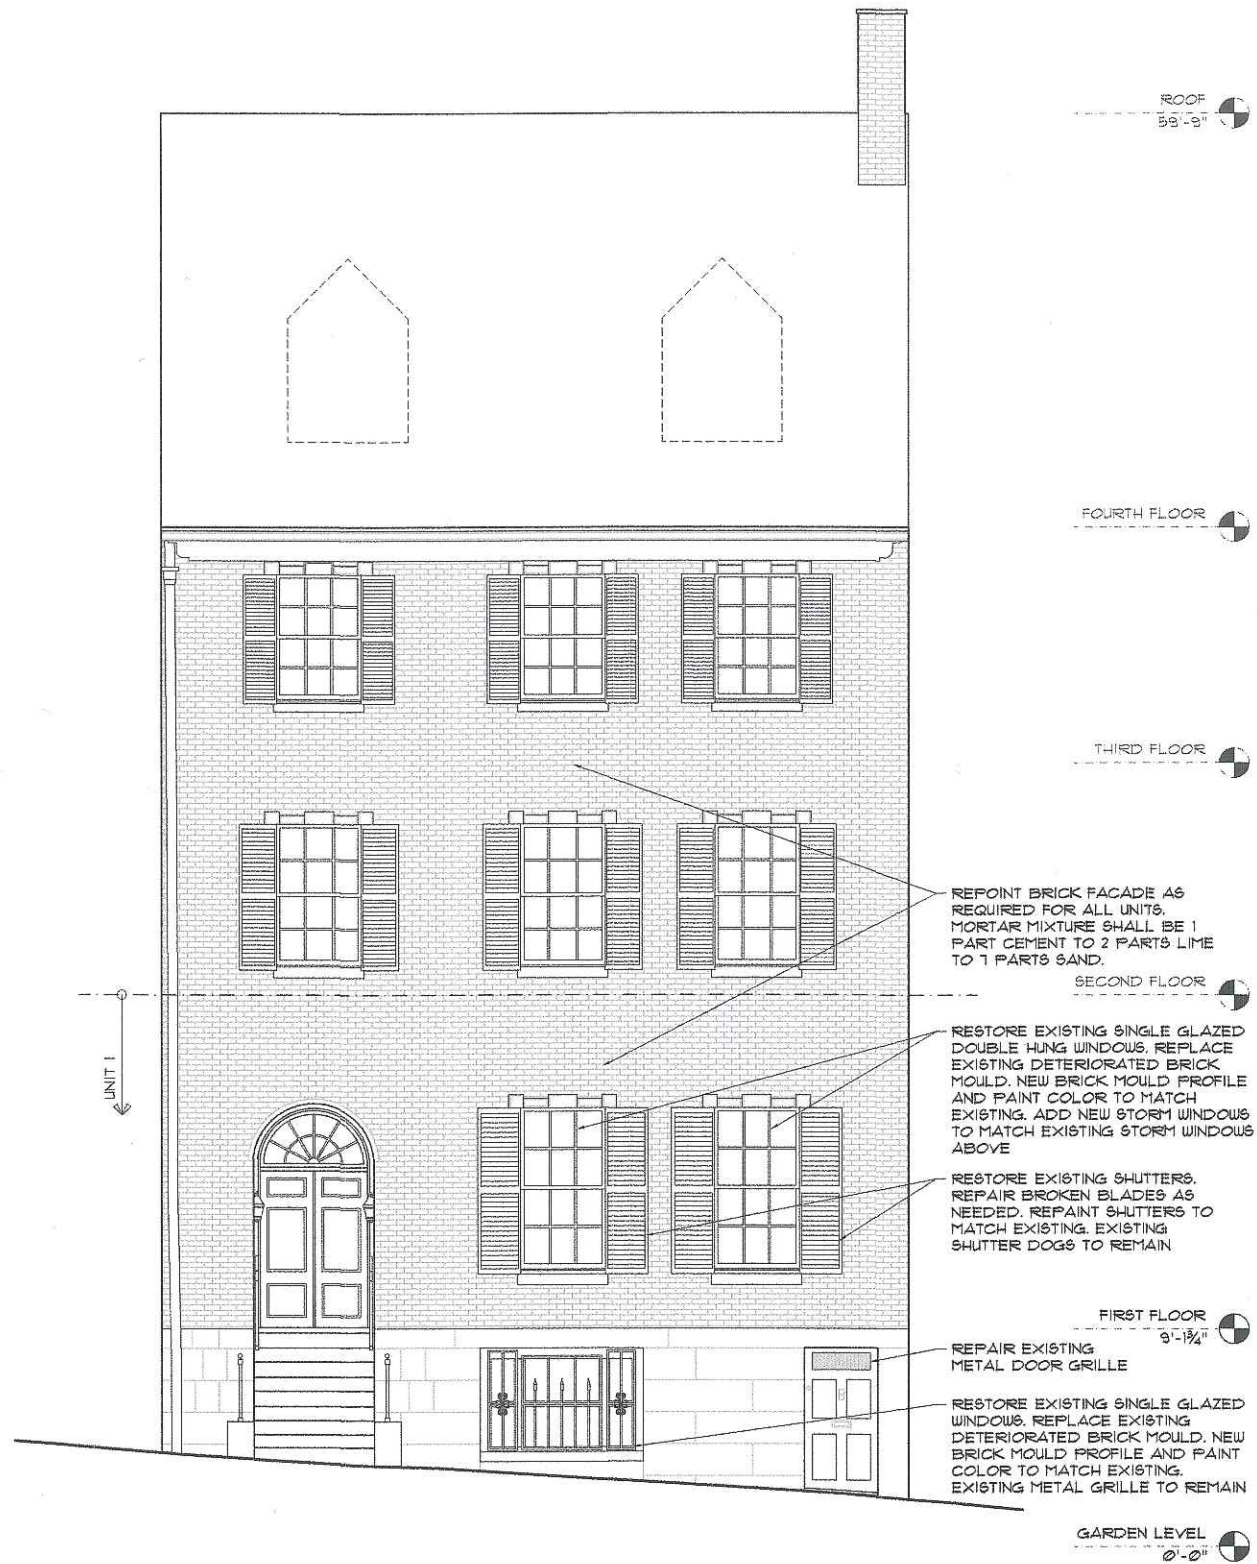 ROOF
59'-9"
FOURTH FLOOR
THIRD FLOOR
REPOINT BRICK FACADE AS
REQUIRED FOR ALL UNITS.
MORTAR MIXTURE SHALL BE 1
PART CEMENT TO 2 PARTS LIME
TO 7 PARTS SAND.
SECOND FLOOR
RESTORE EXISTING SINGLE GLAZED
DOUBLE HUNG WINDOWS. REPLACE
EXISTING DETERIORATED BRICK
MOULD. NEW BRICK MOULD PROFILE
AND PAINT COLOR TO MATCH
EXISTING. ADD NEW STORM WINDOWS
TO MATCH EXISTING STORM WINDOWS
ABOVE
UNIT 1
RESTORE EXISTING SHUTTERS.
REPAIR BROKEN BLADES AS
NEEDED. REPAINT SHUTTERS TO
MATCH EXISTING. EXISTING
SHUTTER DOGS TO REMAIN
FIRST FLOOR
9'-1¾"
REPAIR EXISTING
METAL DOOR GRILLE
RESTORE EXISTING SINGLE GLAZED
WINDOWS. REPLACE EXISTING
DETERIORATED BRICK MOULD. NEW
BRICK MOULD PROFILE AND PAINT
COLOR TO MATCH EXISTING.
EXISTING METAL GRILLE TO REMAIN
GARDEN LEVEL
0'-0"